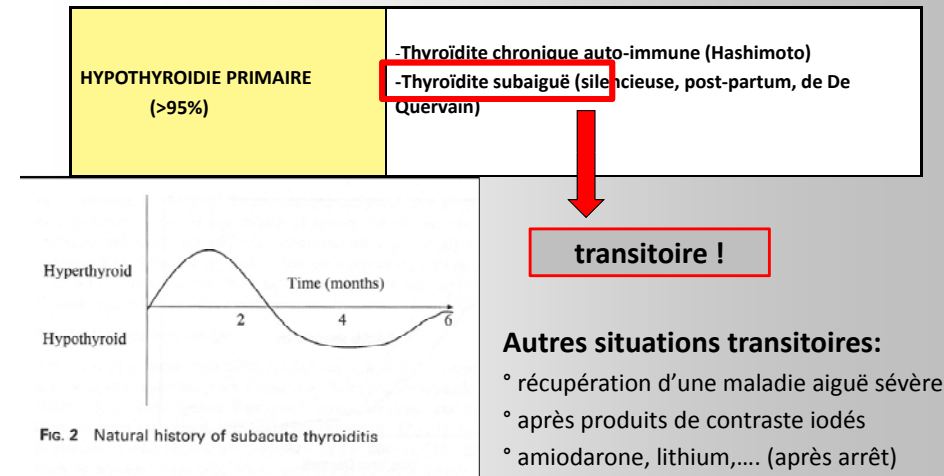 HYPOTHYROIDIE PRIMAIRE
(>95%)
-Thyroïdite chronique auto-immune (Hashimoto)
-Thyroïdite subaiguë (silencieuse, post-partum, de De
Quervain)
transitoire !
Hyperthyroid
Time (months)
2 4 6
Hypothyroid
FIG. 2 Natural history of subacute thyroiditis
Autres situations transitoires:
° récupération d’une maladie aiguë sévère
° après produits de contraste iodés
° amiodarone, lithium,…. (après arrêt)